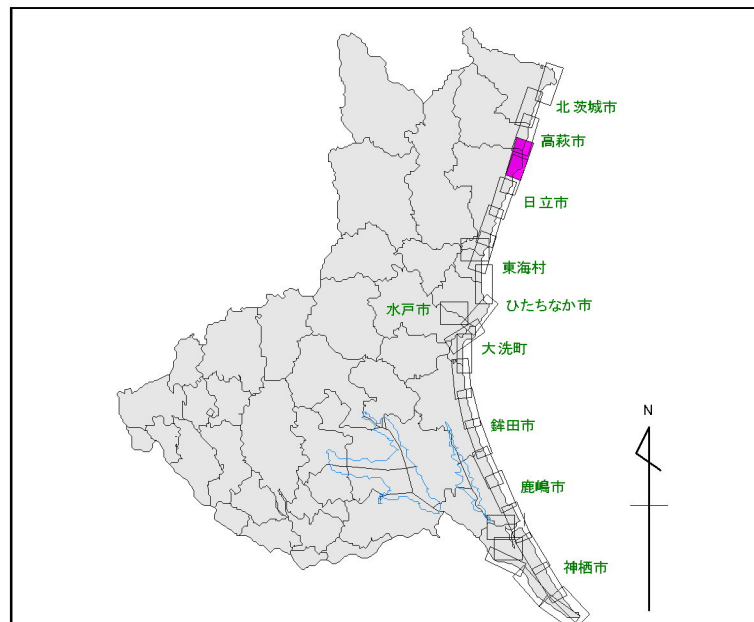 北茨城市
高萩市
日立市
東海村
ひたちなか市
水戸市
大洗町
N
鉾田市
鹿嶋市
神栖市